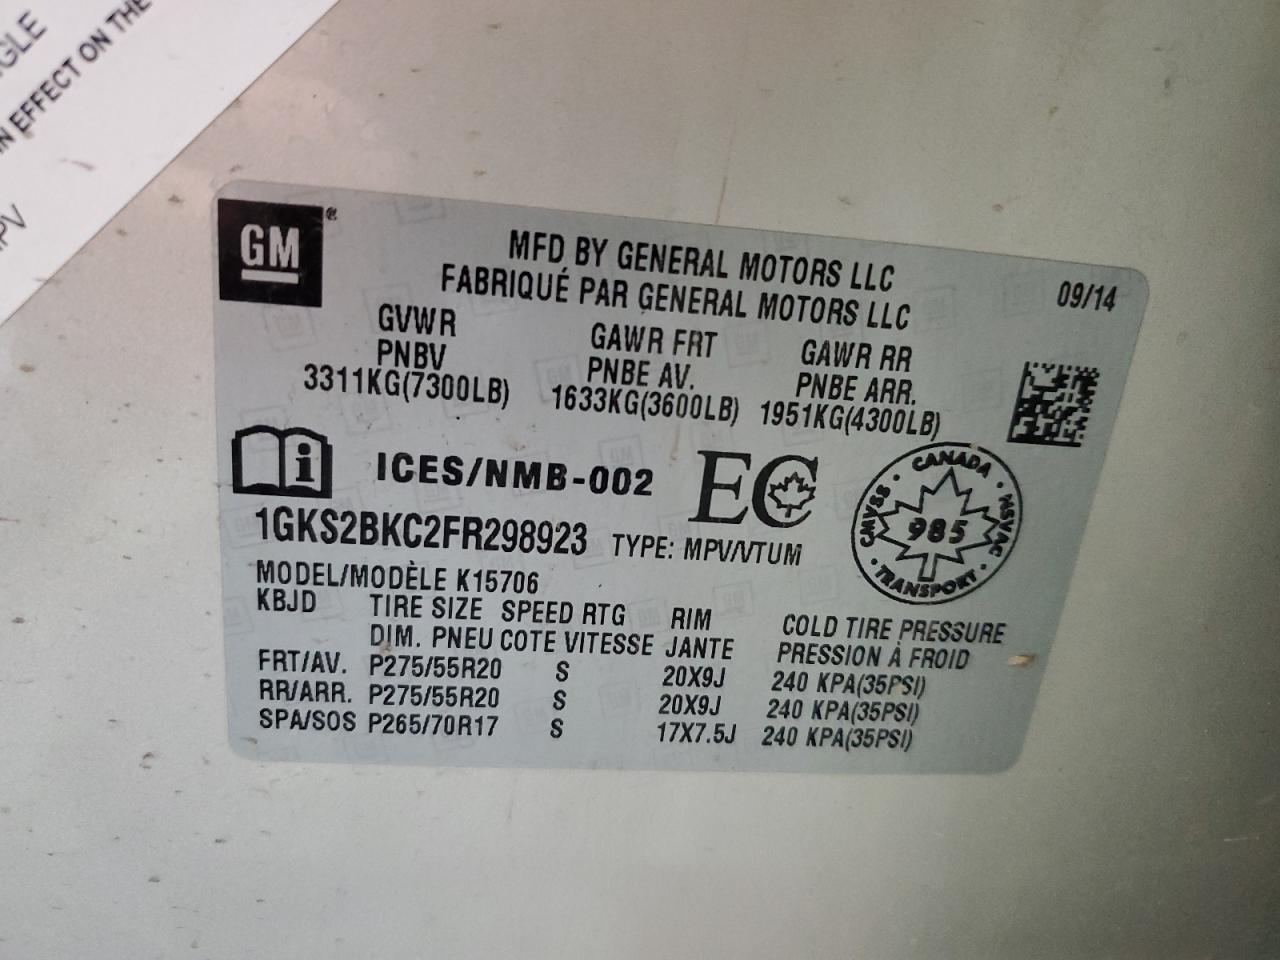 GLE
IN EFFECT ON THE
MPV
GM®
MFD BY GENERAL MOTORS LLC
FABRIQUÉ PAR GENERAL MOTORS LLC
09/14
GVWR GAWR FRT GAWR RR
PNBV PNBE AV. PNBE ARR.
3311KG(7300LB) 1633KG(3600LB) 1951KG(4300LB)
i ICES/NMB-002 EC
CANADA
CMVSS 985 NSVAC
TRANSPORT
1GKS2BKC2FR298923 TYPE: MPV/VTUM
MODEL/MODÈLE K15706
KBJD TIRE SIZE SPEED RTG RIM COLD TIRE PRESSURE
DIM. PNEU COTE VITESSE JANTE PRESSION À FROID
FRT/AV. P275/55R20 S 20X9J 240 KPA(35PSI)
RR/ARR. P275/55R20 S 20X9J 240 KPA(35PSI)
SPA/SOS P265/70R17 S 17X7.5J 240 KPA(35PSI)